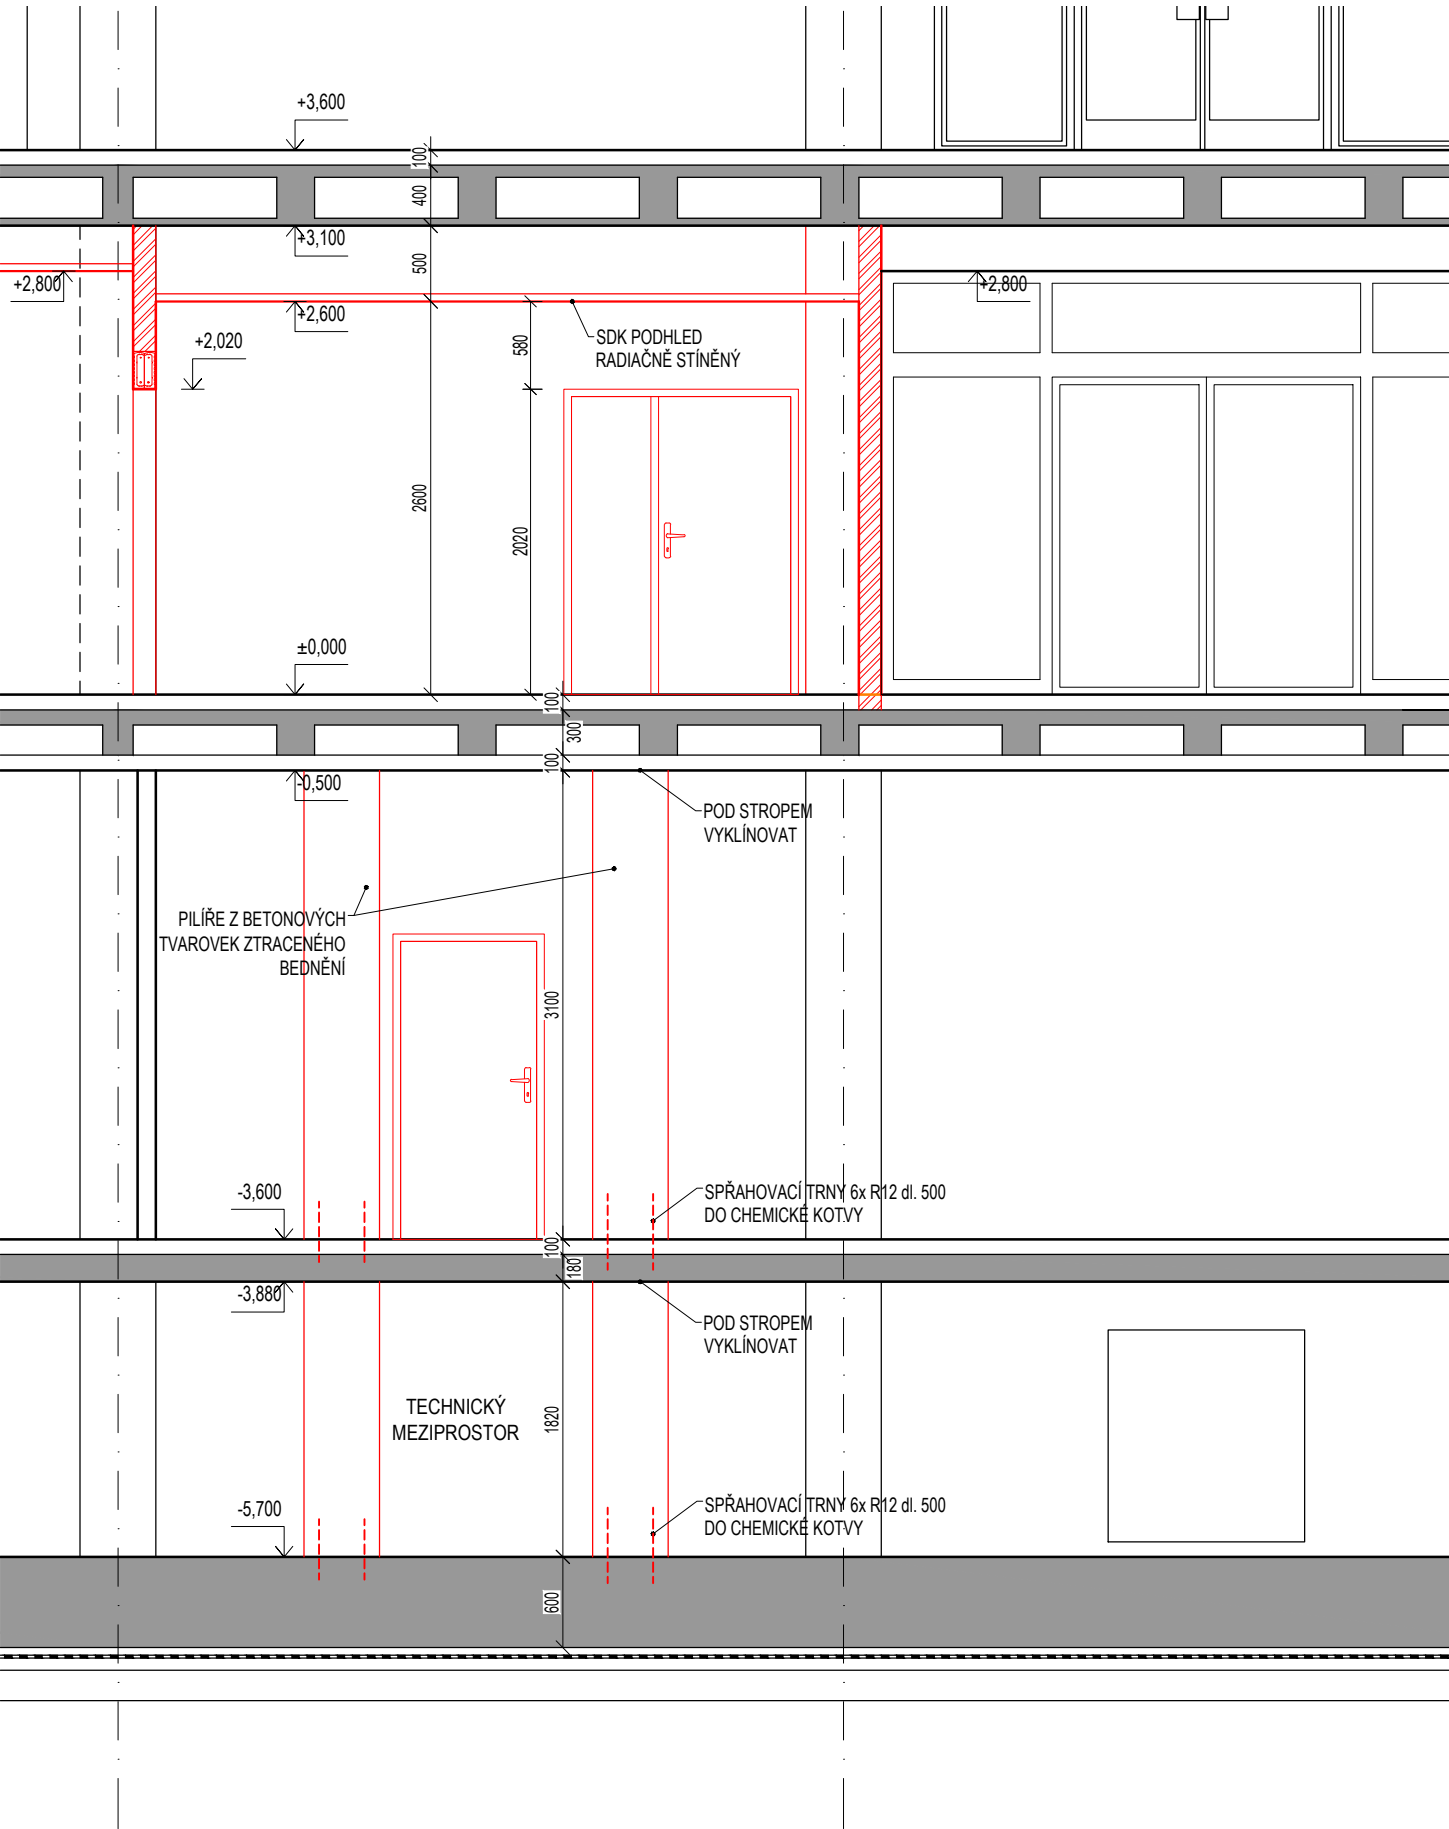 +3,600
100
400
+3,100
500
+2,800
+2,800
+2,600
+2,020
580
SDK PODHLED
RADIAČNĚ STÍNĚNÝ
2600
2020
±0,000
100
300
100
-0,500
POD STROPEM
VYKLÍNOVAT
PILÍŘE Z BETONOVÝCH
TVAROVEK ZTRACENÉHO
BEDNĚNÍ
3100
-3,600
SPŘAHOVACÍ TRNY 6x R12 dl. 500
DO CHEMICKÉ KOTVY
100
180
-3,880
POD STROPEM
VYKLÍNOVAT
TECHNICKÝ
MEZIPROSTOR
1820
-5,700
SPŘAHOVACÍ TRNY 6x R12 dl. 500
DO CHEMICKÉ KOTVY
600